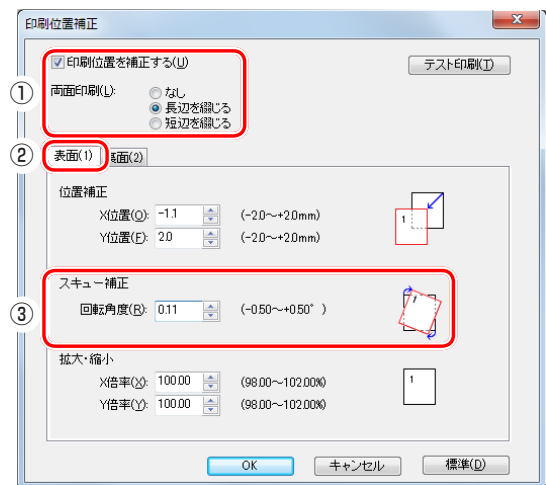 印刷位置補正
印刷位置を補正する(U)
テスト印刷(T)
①
両面印刷(L):
なし
長辺を綴じる
短辺を綴じる
②
表面(1)
裏面(2)
位置補正
X位置(O): -1.1 (-2.0~+2.0mm)
Y位置(F): 2.0 (-2.0~+2.0mm)
1
③
スキュー補正
回転角度(R): 0.11 (-0.50~+0.50°)
1
拡大・縮小
X倍率(X): 100.00 (98.00~102.00%)
Y倍率(Y): 100.00 (98.00~102.00%)
1
OK
キャンセル
標準(D)